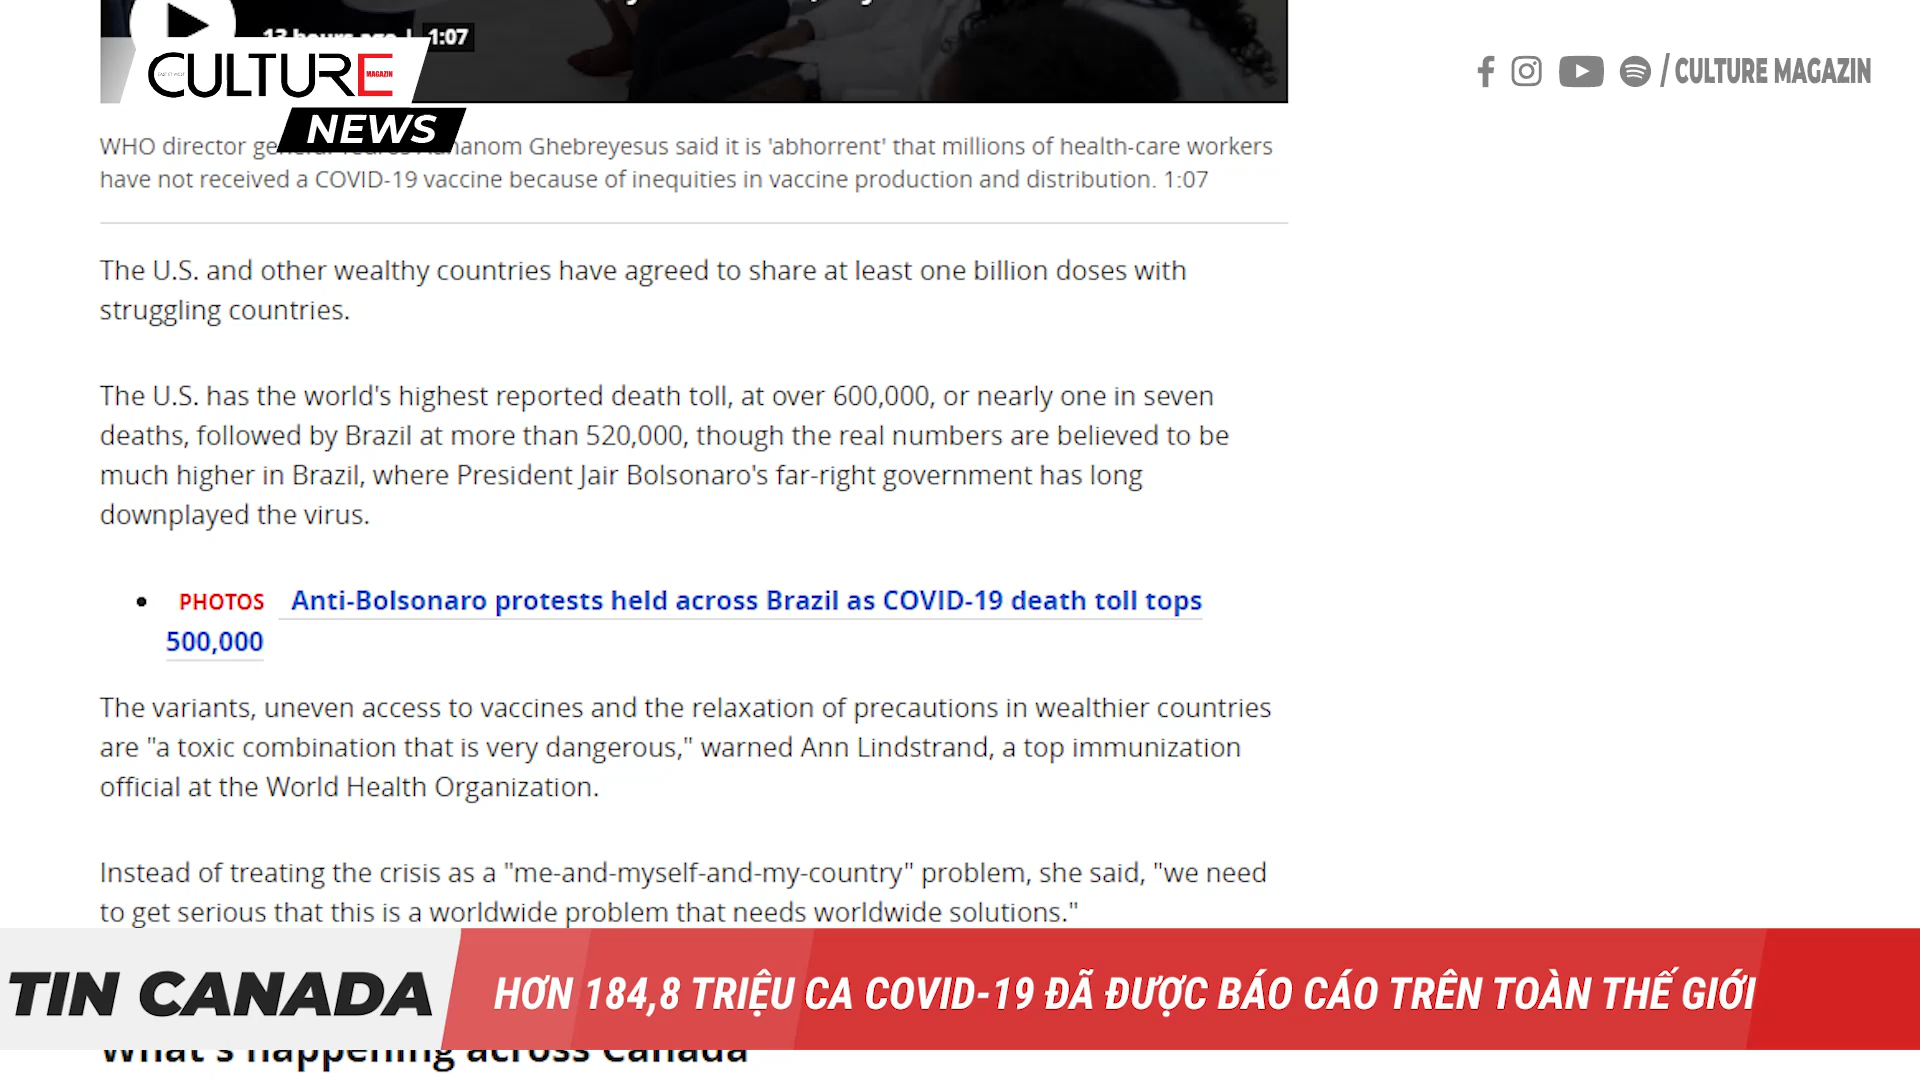 1:07
CULTURE
MAGAZIN
NEWS
/ CULTURE MAGAZIN
WHO director Ghebreyesus said it is 'abhorrent' that millions of health-care workers
have not received a COVID-19 vaccine because of inequities in vaccine production and distribution. 1:07
The U.S. and other wealthy countries have agreed to share at least one billion doses with
struggling countries.
The U.S. has the world's highest reported death toll, at over 600,000, or nearly one in seven
deaths, followed by Brazil at more than 520,000, though the real numbers are believed to be
much higher in Brazil, where President Jair Bolsonaro's far-right government has long
downplayed the virus.
• PHOTOS Anti-Bolsonaro protests held across Brazil as COVID-19 death toll tops
500,000
The variants, uneven access to vaccines and the relaxation of precautions in wealthier countries
are "a toxic combination that is very dangerous," warned Ann Lindstrand, a top immunization
official at the World Health Organization.
Instead of treating the crisis as a "me-and-myself-and-my-country" problem, she said, "we need
to get serious that this is a worldwide problem that needs worldwide solutions."
TIN CANADA
HƠN 184,8 TRIỆU CA COVID-19 ĐÃ ĐƯỢC BÁO CÁO TRÊN TOÀN THẾ GIỚI
What's happening across Canada